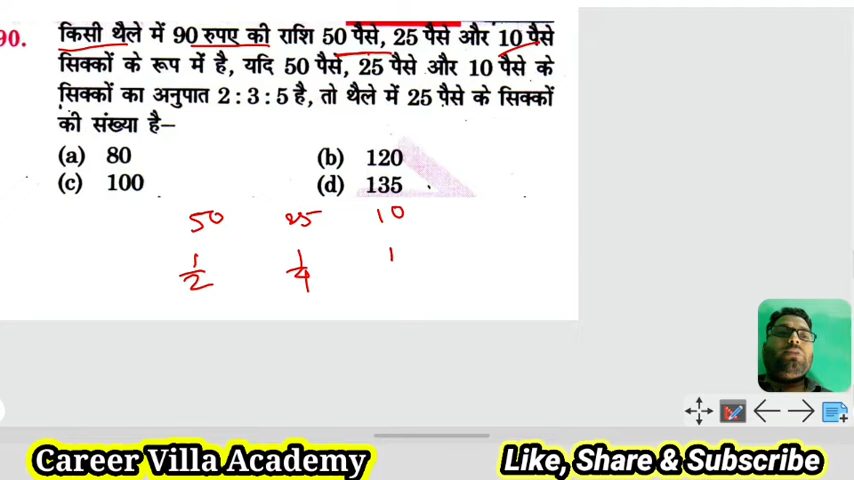 90. किसी थैले में 90 रुपए की राशि 50 पैसे, 25 पैसे और 10 पैसे
सिक्कों के रूप में है, यदि 50 पैसे, 25 पैसे और 10 पैसे के
सिक्कों का अनुपात 2 : 3 : 5 है, तो थैले में 25 पैसे के सिक्कों
की संख्या है–
(a) 80 (b) 120
(c) 100 (d) 135
50 25 10
1/2 1/4 1
Career Villa Academy Like, Share & Subscribe